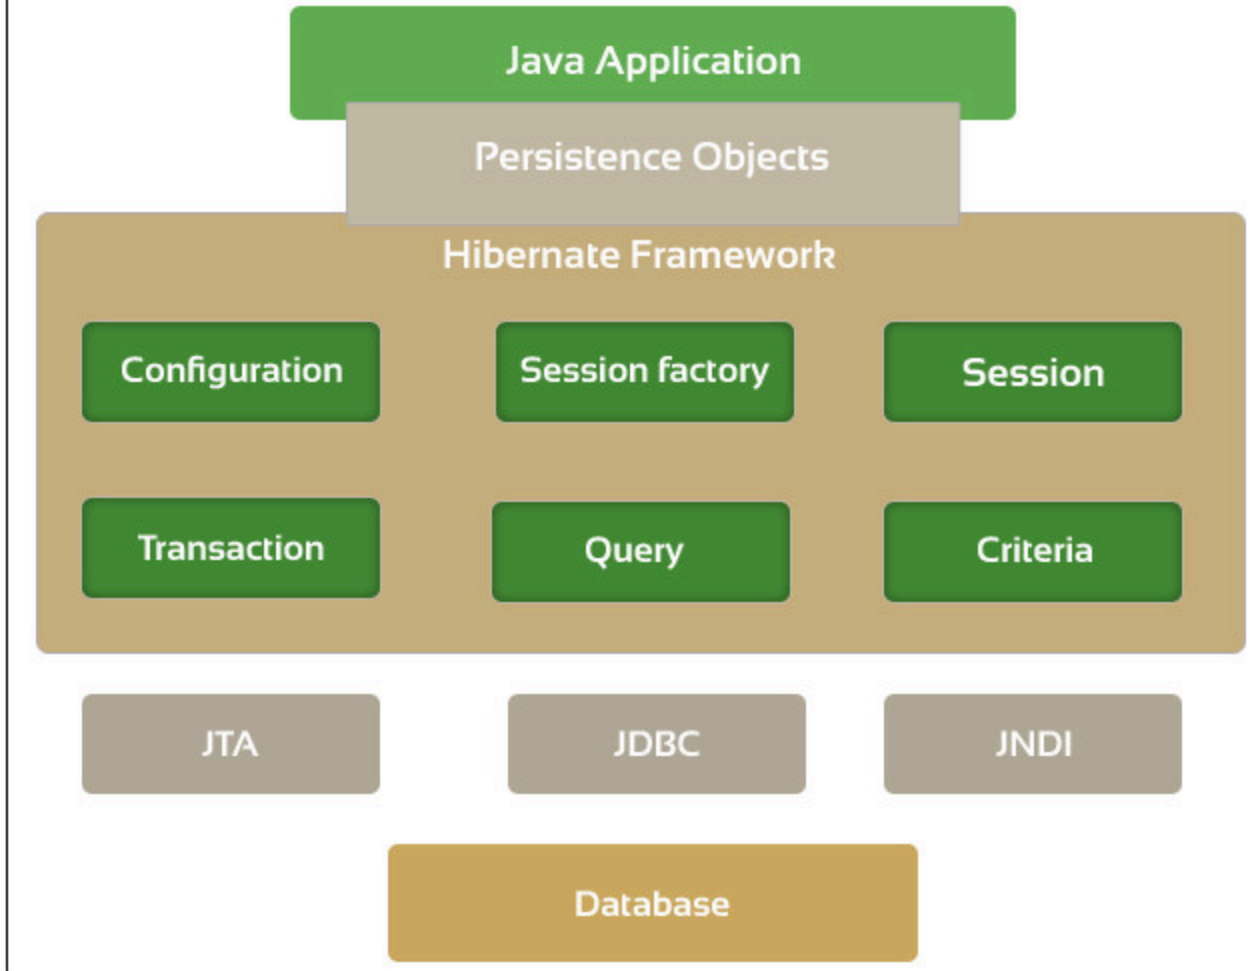 Java Application
Persistence Objects
Hibernate Framework
Configuration
Session factory
Session
Transaction
Query
Criteria
JTA
JDBC
JNDI
Database